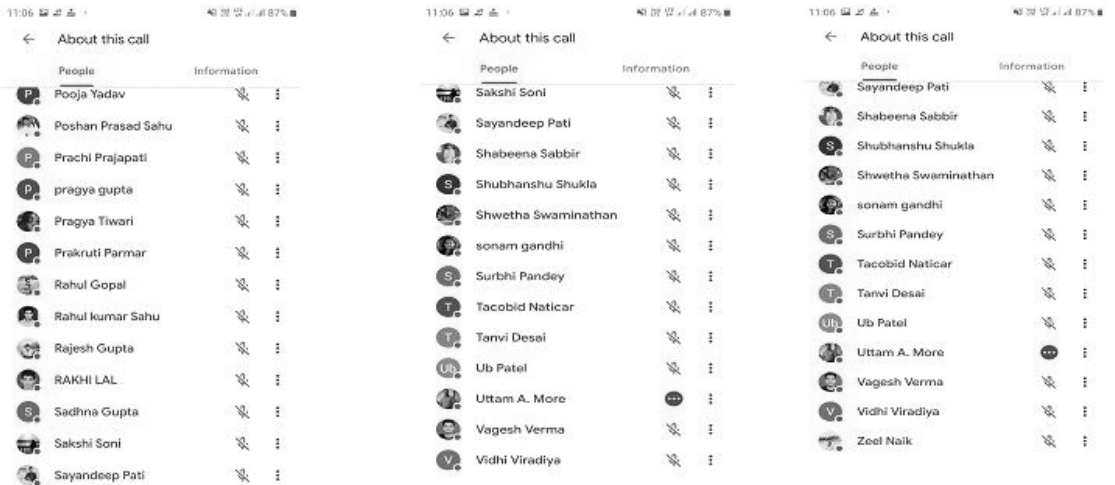 11:06 87%
About this call
People Information
P Pooja Yadav
Poshan Prasad Sahu
P Prachi Prajapati
P pragya gupta
Pragya Tiwari
P Prakruti Parmar
Rahul Gopal
Rahul kumar Sahu
Rajesh Gupta
RAKHI LAL
S Sadhna Gupta
Sakshi Soni
Sayandeep Pati
11:06 87%
About this call
People Information
Sakshi Soni
Sayandeep Pati
Shabeena Sabbir
S Shubhanshu Shukla
Shwetha Swaminathan
sonam gandhi
S Surbhi Pandey
T Tacobid Naticar
T Tanvi Desai
Ub Ub Patel
Uttam A. More
Vagesh Verma
V Vidhi Viradiya
11:06 87%
About this call
People Information
Sayandeep Pati
Shabeena Sabbir
S Shubhanshu Shukla
Shwetha Swaminathan
sonam gandhi
S Surbhi Pandey
T Tacobid Naticar
T Tanvi Desai
Ub Ub Patel
Uttam A. More
Vagesh Verma
V Vidhi Viradiya
Zeel Naik